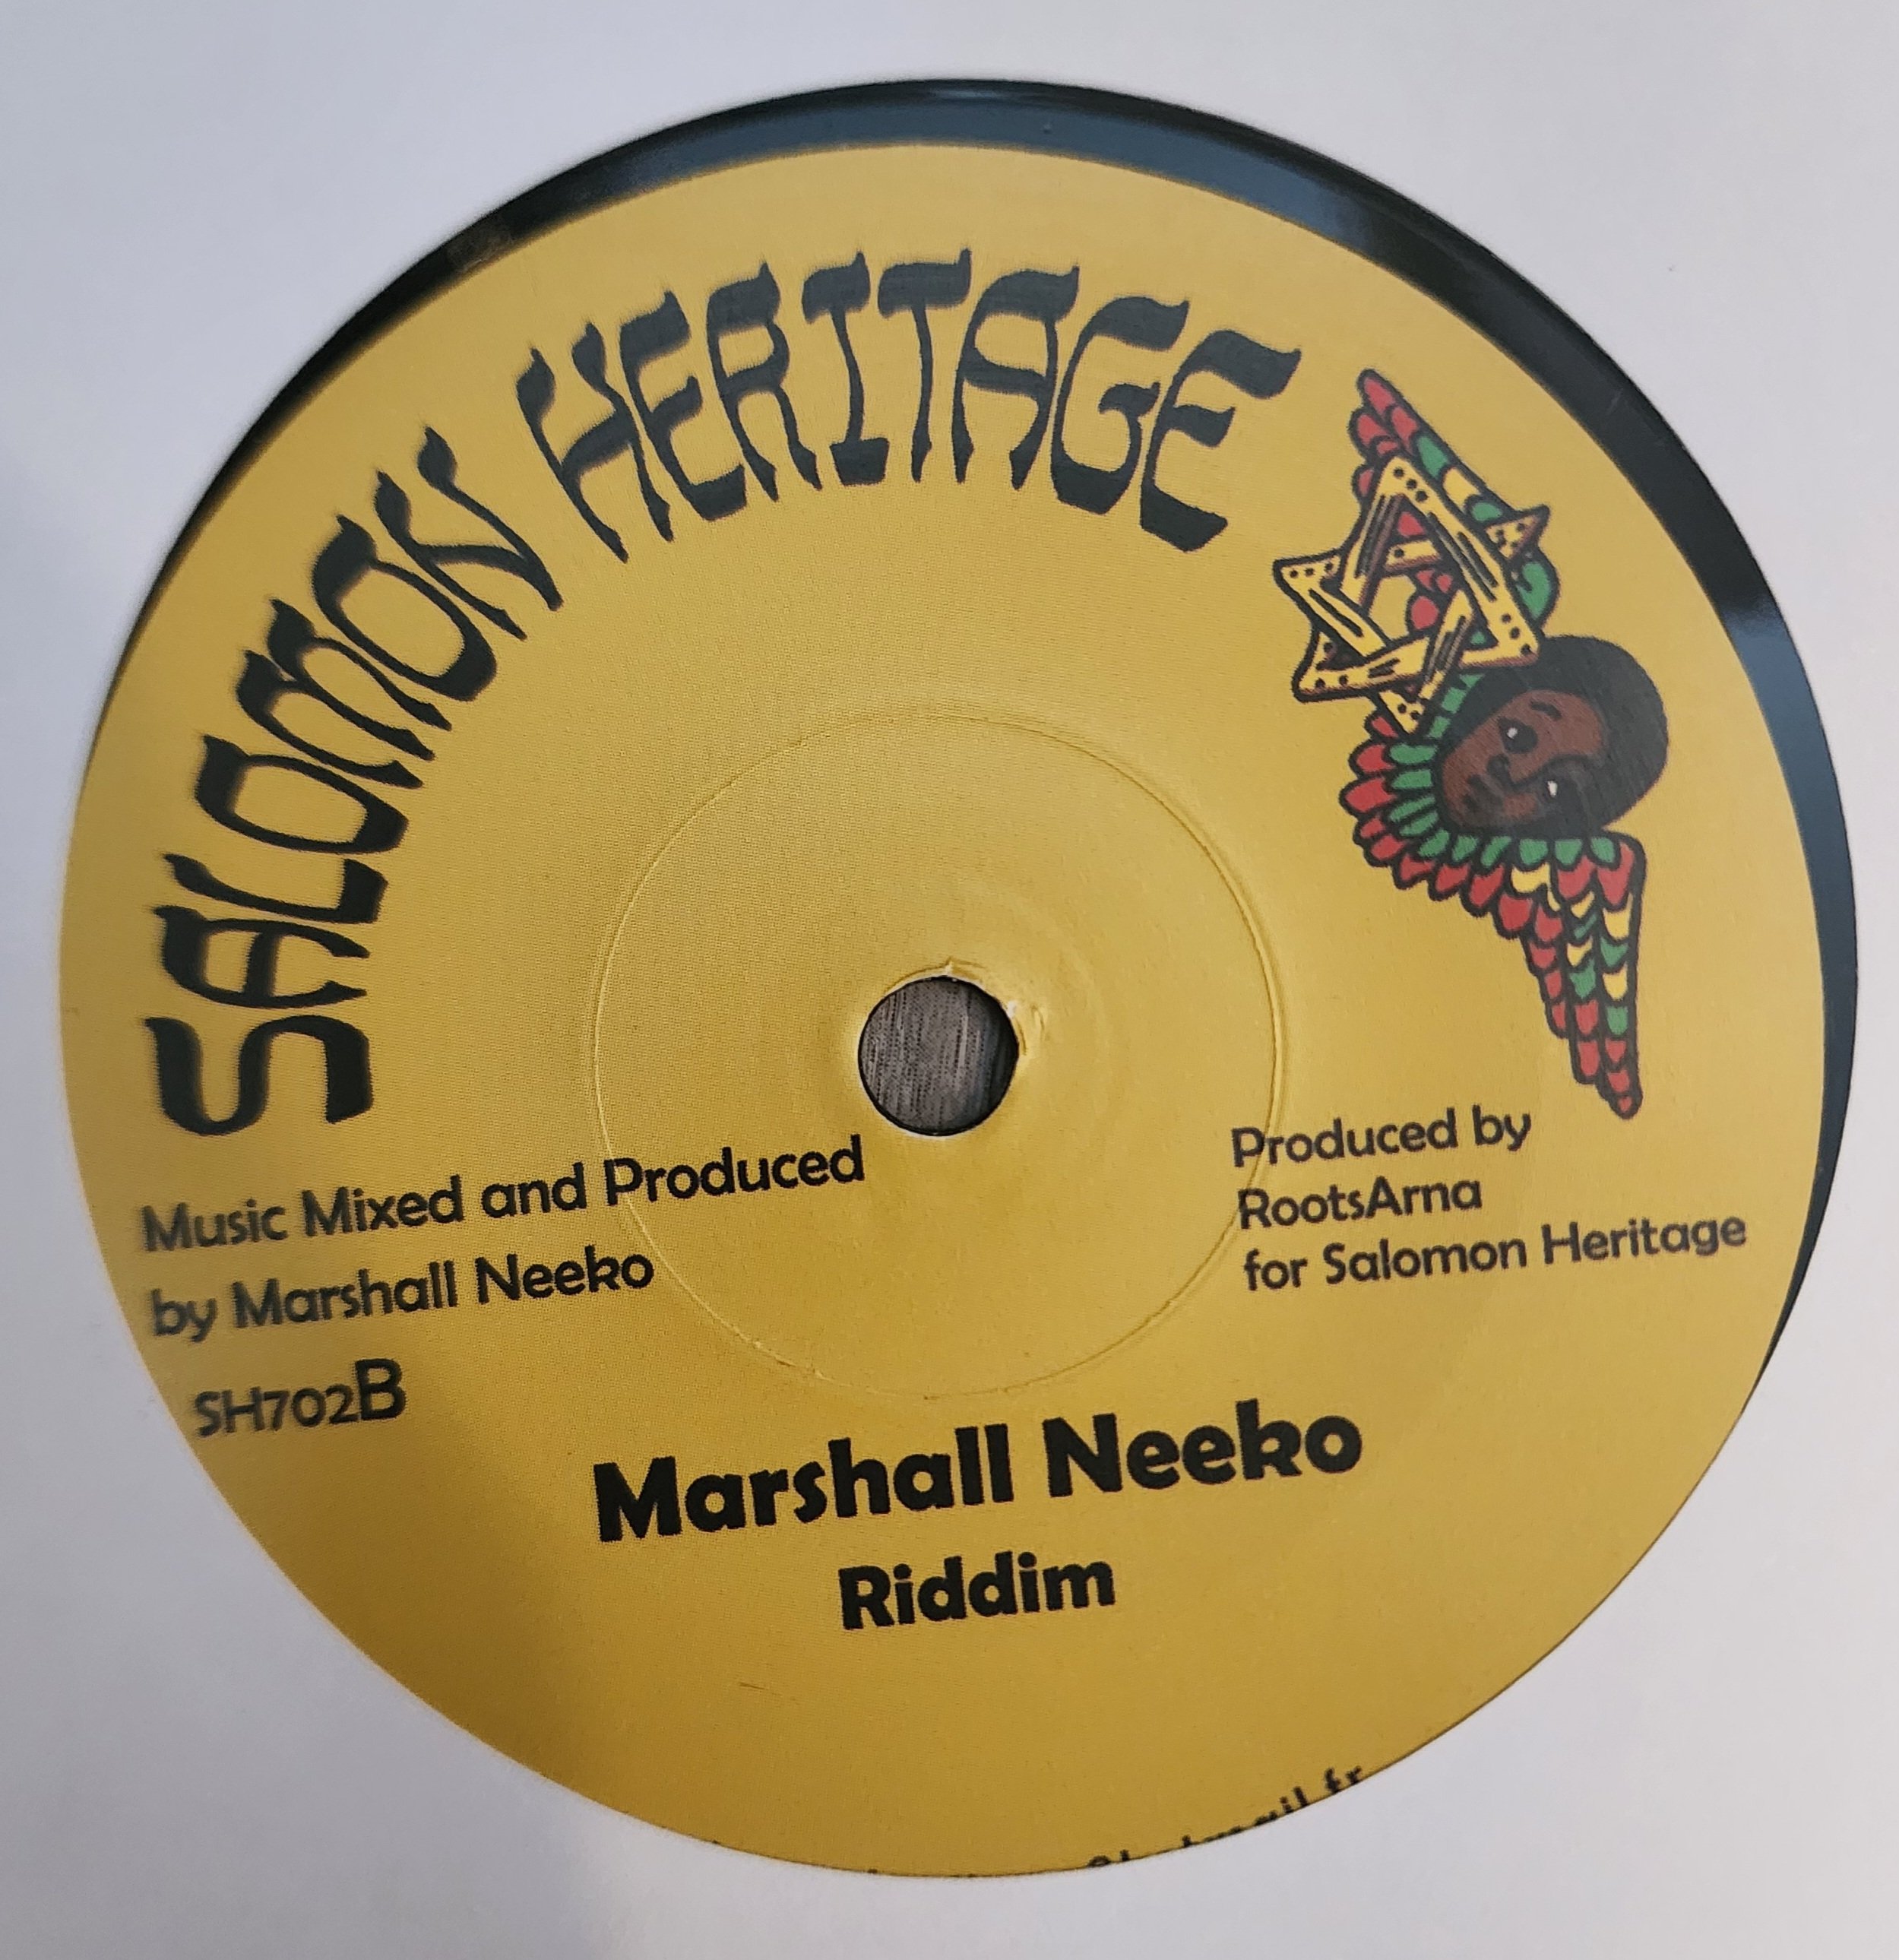 SALOMON HERITAGE
Music Mixed and Produced
by Marshall Neeko
SH702B
Produced by
RootsArna
for Salomon Heritage
Marshall Neeko
Riddim